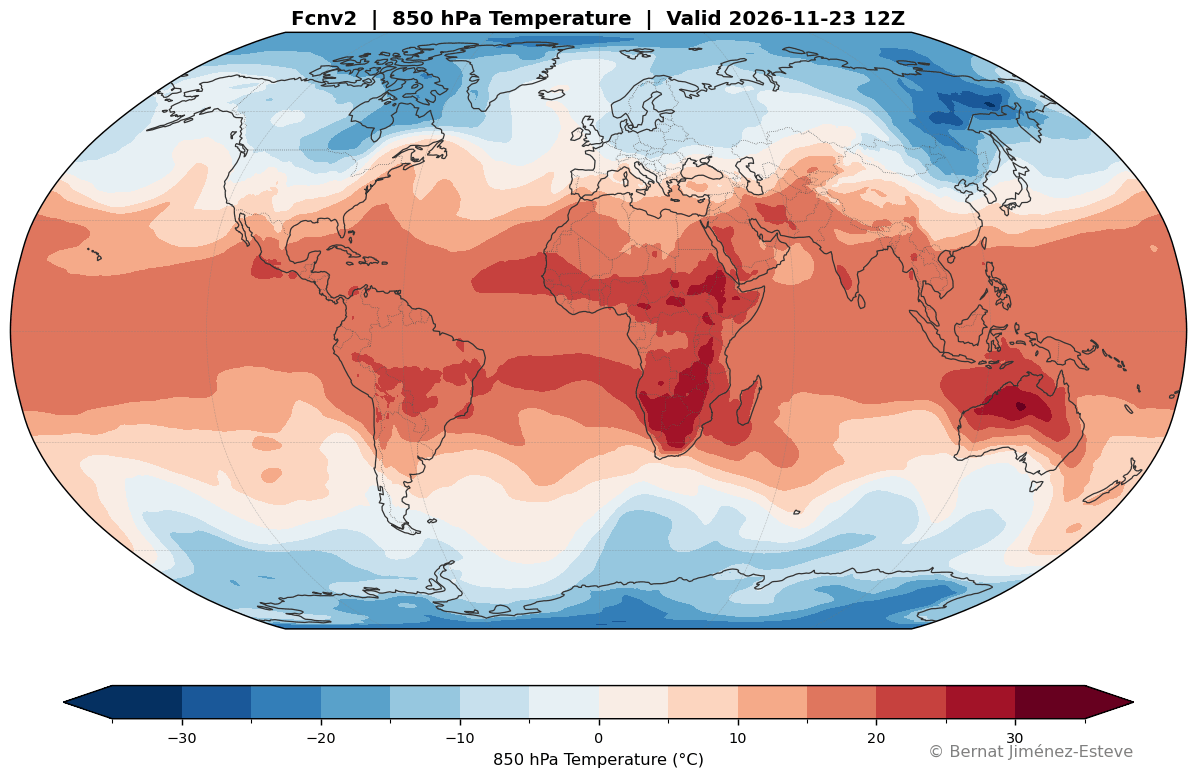 Fcnv2 | 850 hPa Temperature | Valid 2026-11-23 12Z
−30 −20 −10 0 10 20 30
850 hPa Temperature (°C)
© Bernat Jiménez-Esteve